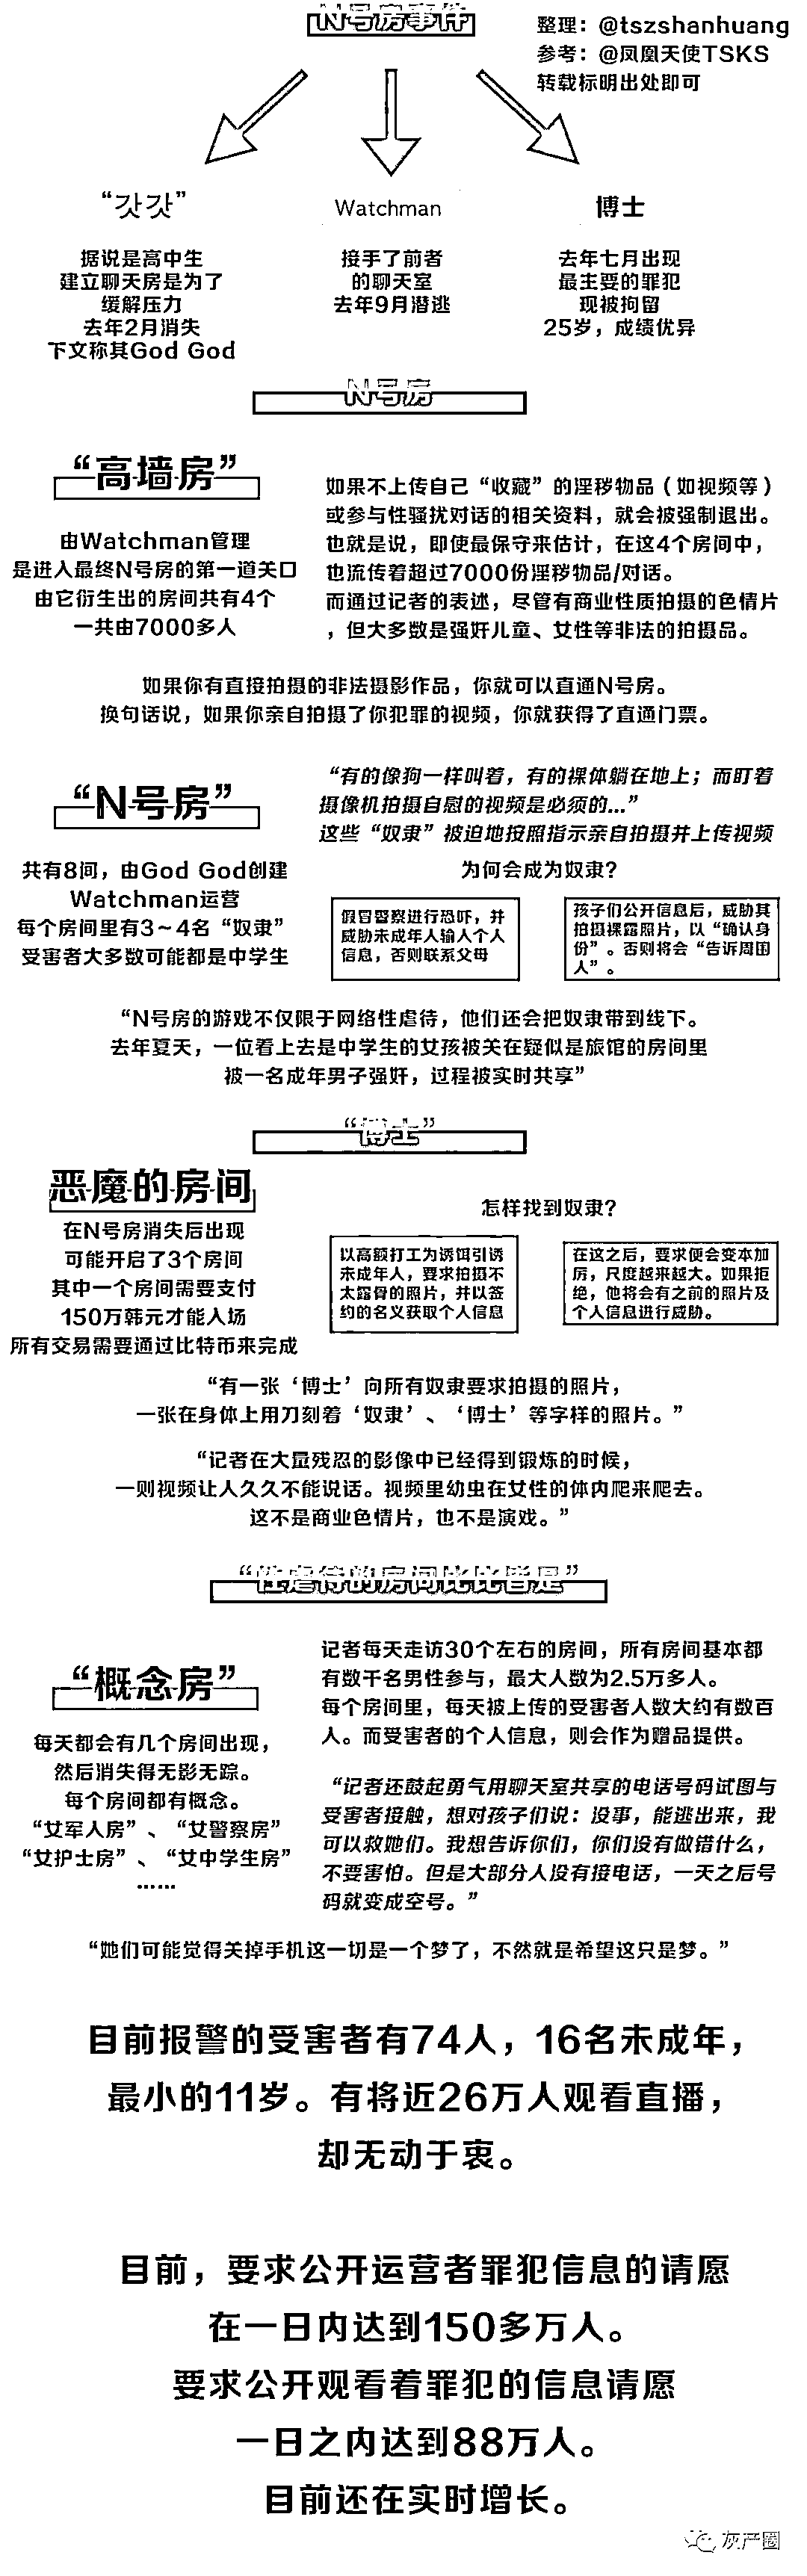 N号房事件
整理：@tszshanhuang
参考：@凤凰天使TSKS
转载标明出处即可
“갓갓”
据说是高中生
建立聊天房是为了
缓解压力
去年2月消失
下文称其God God
Watchman
接手了前者
的聊天室
去年9月潜逃
博士
去年七月出现
最主要的罪犯
现被拘留
25岁，成绩优异
N号房
“高墙房”
由Watchman管理
是进入最终N号房的第一道关口
由它衍生出的房间共有4个
一共由7000多人
如果不上传自己“收藏”的淫秽物品（如视频等）
或参与性骚扰对话的相关资料，就会被强制退出。
也就是说，即使最保守来估计，在这4个房间中，
也流传着超过7000份淫秽物品/对话。
而通过记者的表述，尽管有商业性质拍摄的色情片
，但大多数是强奸儿童、女性等非法的拍摄品。
如果你有直接拍摄的非法摄影作品，你就可以直通N号房。
换句话说，如果你亲自拍摄了你犯罪的视频，你就获得了直通门票。
“N号房”
共有8间，由God God创建
Watchman运营
每个房间里有3～4名“奴隶”
受害者大多数可能都是中学生
“有的像狗一样叫着，有的裸体躺在地上；而盯着
摄像机拍摄自慰的视频是必须的...”
这些“奴隶”被迫地按照指示亲自拍摄并上传视频
为何会成为奴隶？
假冒警察进行恐吓，并
威胁未成年人输入个人
信息，否则联系父母
孩子们公开信息后，威胁其
拍摄裸露照片，以“确认身
份”。否则将会“告诉周围
人”。
“N号房的游戏不仅限于网络性虐待，他们还会把奴隶带到线下。
去年夏天，一位看上去是中学生的女孩被关在疑似是旅馆的房间里
被一名成年男子强奸，过程被实时共享”
“博士”
恶魔的房间
在N号房消失后出现
可能开启了3个房间
其中一个房间需要支付
150万韩元才能入场
所有交易需要通过比特币来完成
怎样找到奴隶？
以高额打工为诱饵引诱
未成年人，要求拍摄不
太露骨的照片，并以签
约的名义获取个人信息
在这之后，要求便会变本加
厉，尺度越来越大。如果拒
绝，他将会有之前的照片及
个人信息进行威胁。
“有一张‘博士’向所有奴隶要求拍摄的照片，
一张在身体上用刀刻着‘奴隶’、‘博士’等字样的照片。”
“记者在大量残忍的影像中已经得到锻炼的时候，
一则视频让人久久不能说话。视频里幼虫在女性的体内爬来爬去。
这不是商业色情片，也不是演戏。”
“性虐待的房间比比皆是”
“概念房”
每天都会有几个房间出现，
然后消失得无影无踪。
每个房间都有概念。
“女军人房”、“女警察房”
“女护士房”、“女中学生房”
……
记者每天走访30个左右的房间，所有房间基本都
有数千名男性参与，最大人数为2.5万多人。
每个房间里，每天被上传的受害者人数大约有数百
人。而受害者的个人信息，则会作为赠品提供。
“记者还鼓起勇气用聊天室共享的电话号码试图与
受害者接触，想对孩子们说：没事，能逃出来，我
可以救她们。我想告诉你们，你们没有做错什么，
不要害怕。但是大部分人没有接电话，一天之后号
码就变成空号。”
“她们可能觉得关掉手机这一切是一个梦了，不然就是希望这只是梦。”
目前报警的受害者有74人，16名未成年，
最小的11岁。有将近26万人观看直播，
却无动于衷。
目前，要求公开运营者罪犯信息的请愿
在一日内达到150多万人。
要求公开观看着罪犯的信息请愿
一日之内达到88万人。
目前还在实时增长。
灰产圈